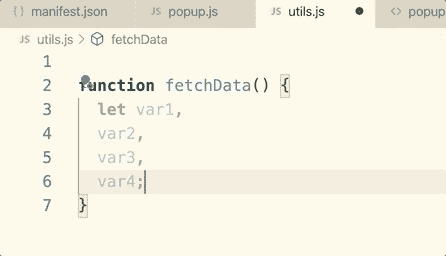 {} manifest.json JS popup.js JS utils.js ● <> popup
JS utils.js > fetchData
1
2 function fetchData() {
3 let var1,
4 var2,
5 var3,
6 var4;
7 }